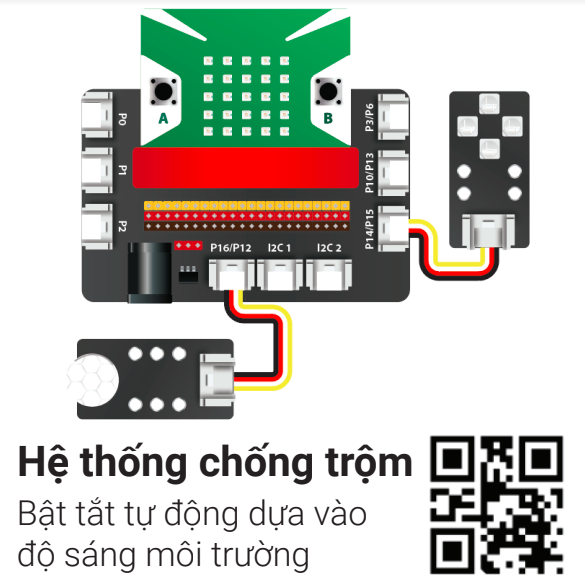 A
B
P0
P1
P2
P3/P6
P10/P13
P14/P15
P16/P12
I2C 1
I2C 2
Hệ thống chống trộm
Bật tắt tự động dựa vào
độ sáng môi trường